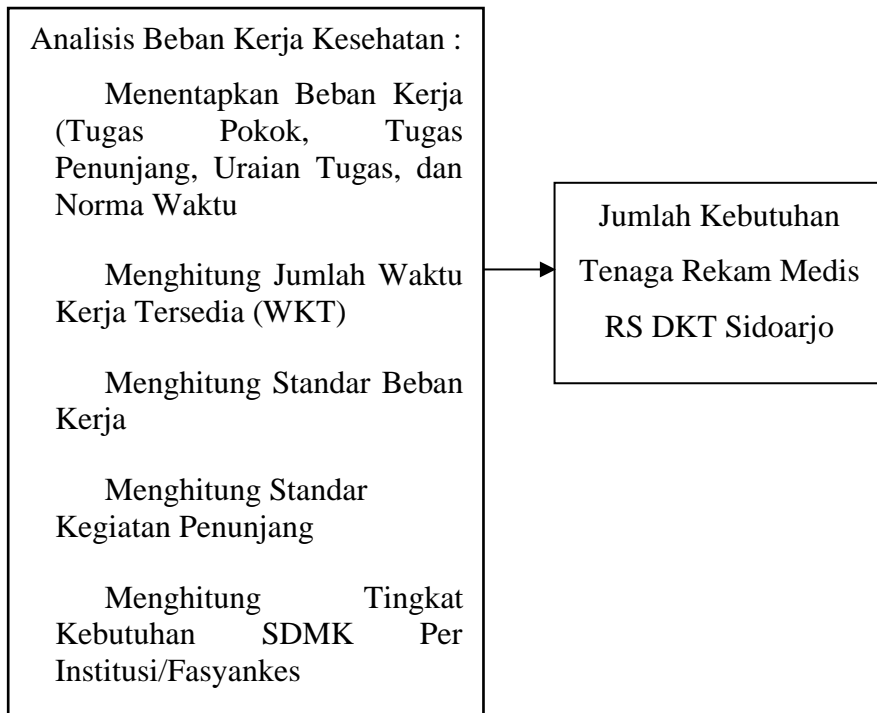 Analisis Beban Kerja Kesehatan :
Menentapkan Beban Kerja
(Tugas Pokok, Tugas
Penunjang, Uraian Tugas, dan
Norma Waktu
Menghitung Jumlah Waktu
Kerja Tersedia (WKT)
Menghitung Standar Beban
Kerja
Menghitung Standar
Kegiatan Penunjang
Menghitung Tingkat
Kebutuhan SDMK Per
Institusi/Fasyankes
Jumlah Kebutuhan
Tenaga Rekam Medis
RS DKT Sidoarjo